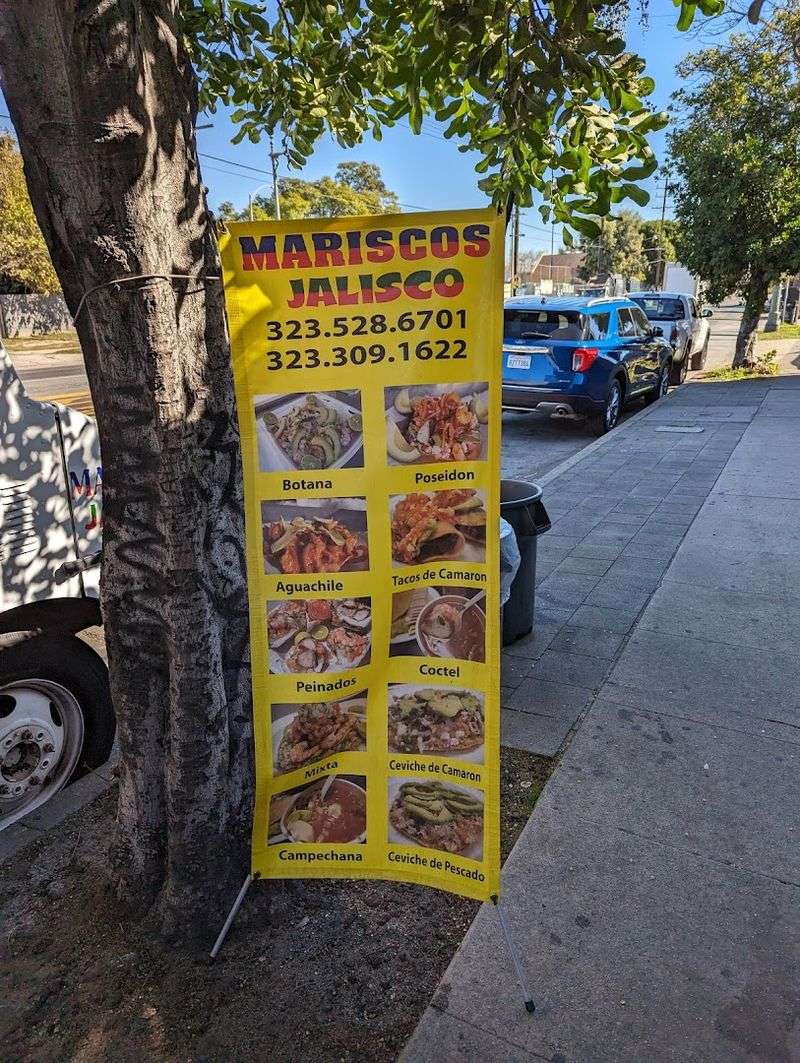 MARISCOS
JALISCO
323.528.6701
323.309.1622
Botana
Poseidon
Aguachile
Tacos de Camaron
Peinados
Coctel
Mixta
Ceviche de Camaron
Campechana
Ceviche de Pescado
MA
J